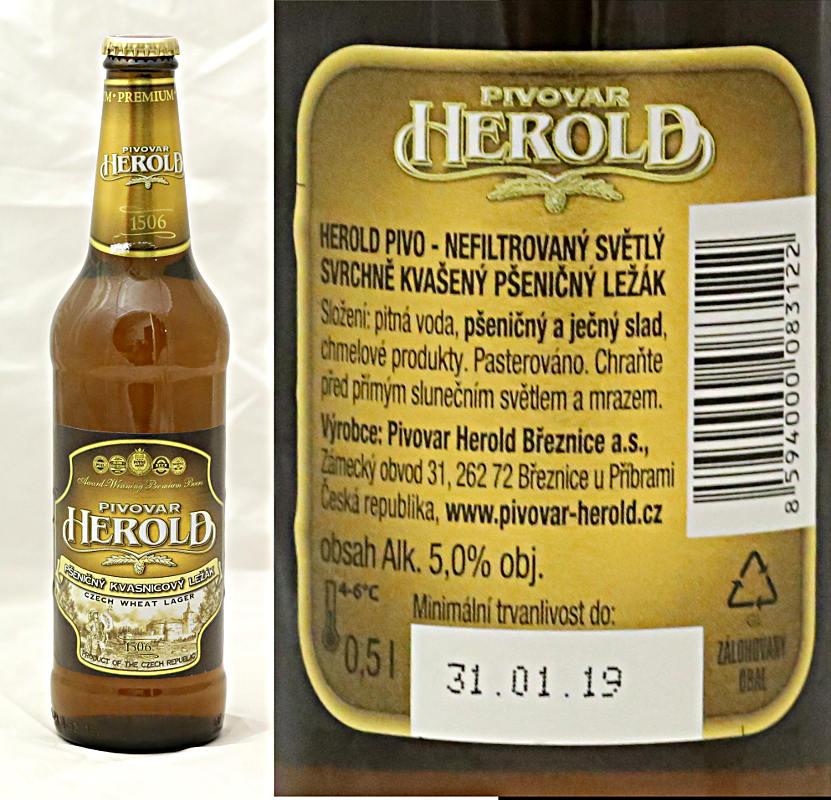 M • PREMIUM
PIVOVAR
HEROLD
1506
Award-Winning Premium Beers
PIVOVAR
HEROLD
PŠENIČNÝ KVASNICOVÝ LEŽÁK
CZECH WHEAT LAGER
1506
PRODUCT OF THE CZECH REPUBLIC
PIVOVAR
HEROLD
HEROLD PIVO - NEFILTROVANÝ SVĚTLÝ
SVRCHNĚ KVAŠENÝ PŠENIČNÝ LEŽÁK
Složení: pitná voda, pšeničný a ječný slad,
chmelové produkty. Pasterováno. Chraňte
před přímým slunečním světlem a mrazem.
Výrobce: Pivovar Herold Březnice a.s.,
Zámecký obvod 31, 262 72 Březnice u Příbrami
Česká republika, www.pivovar-herold.cz
obsah Alk. 5,0% obj.
4-6°C
0,5 l
Minimální trvanlivost do:
31.01.19
8 594000 083122
GL
ZÁLOHOVANÝ
OBAL